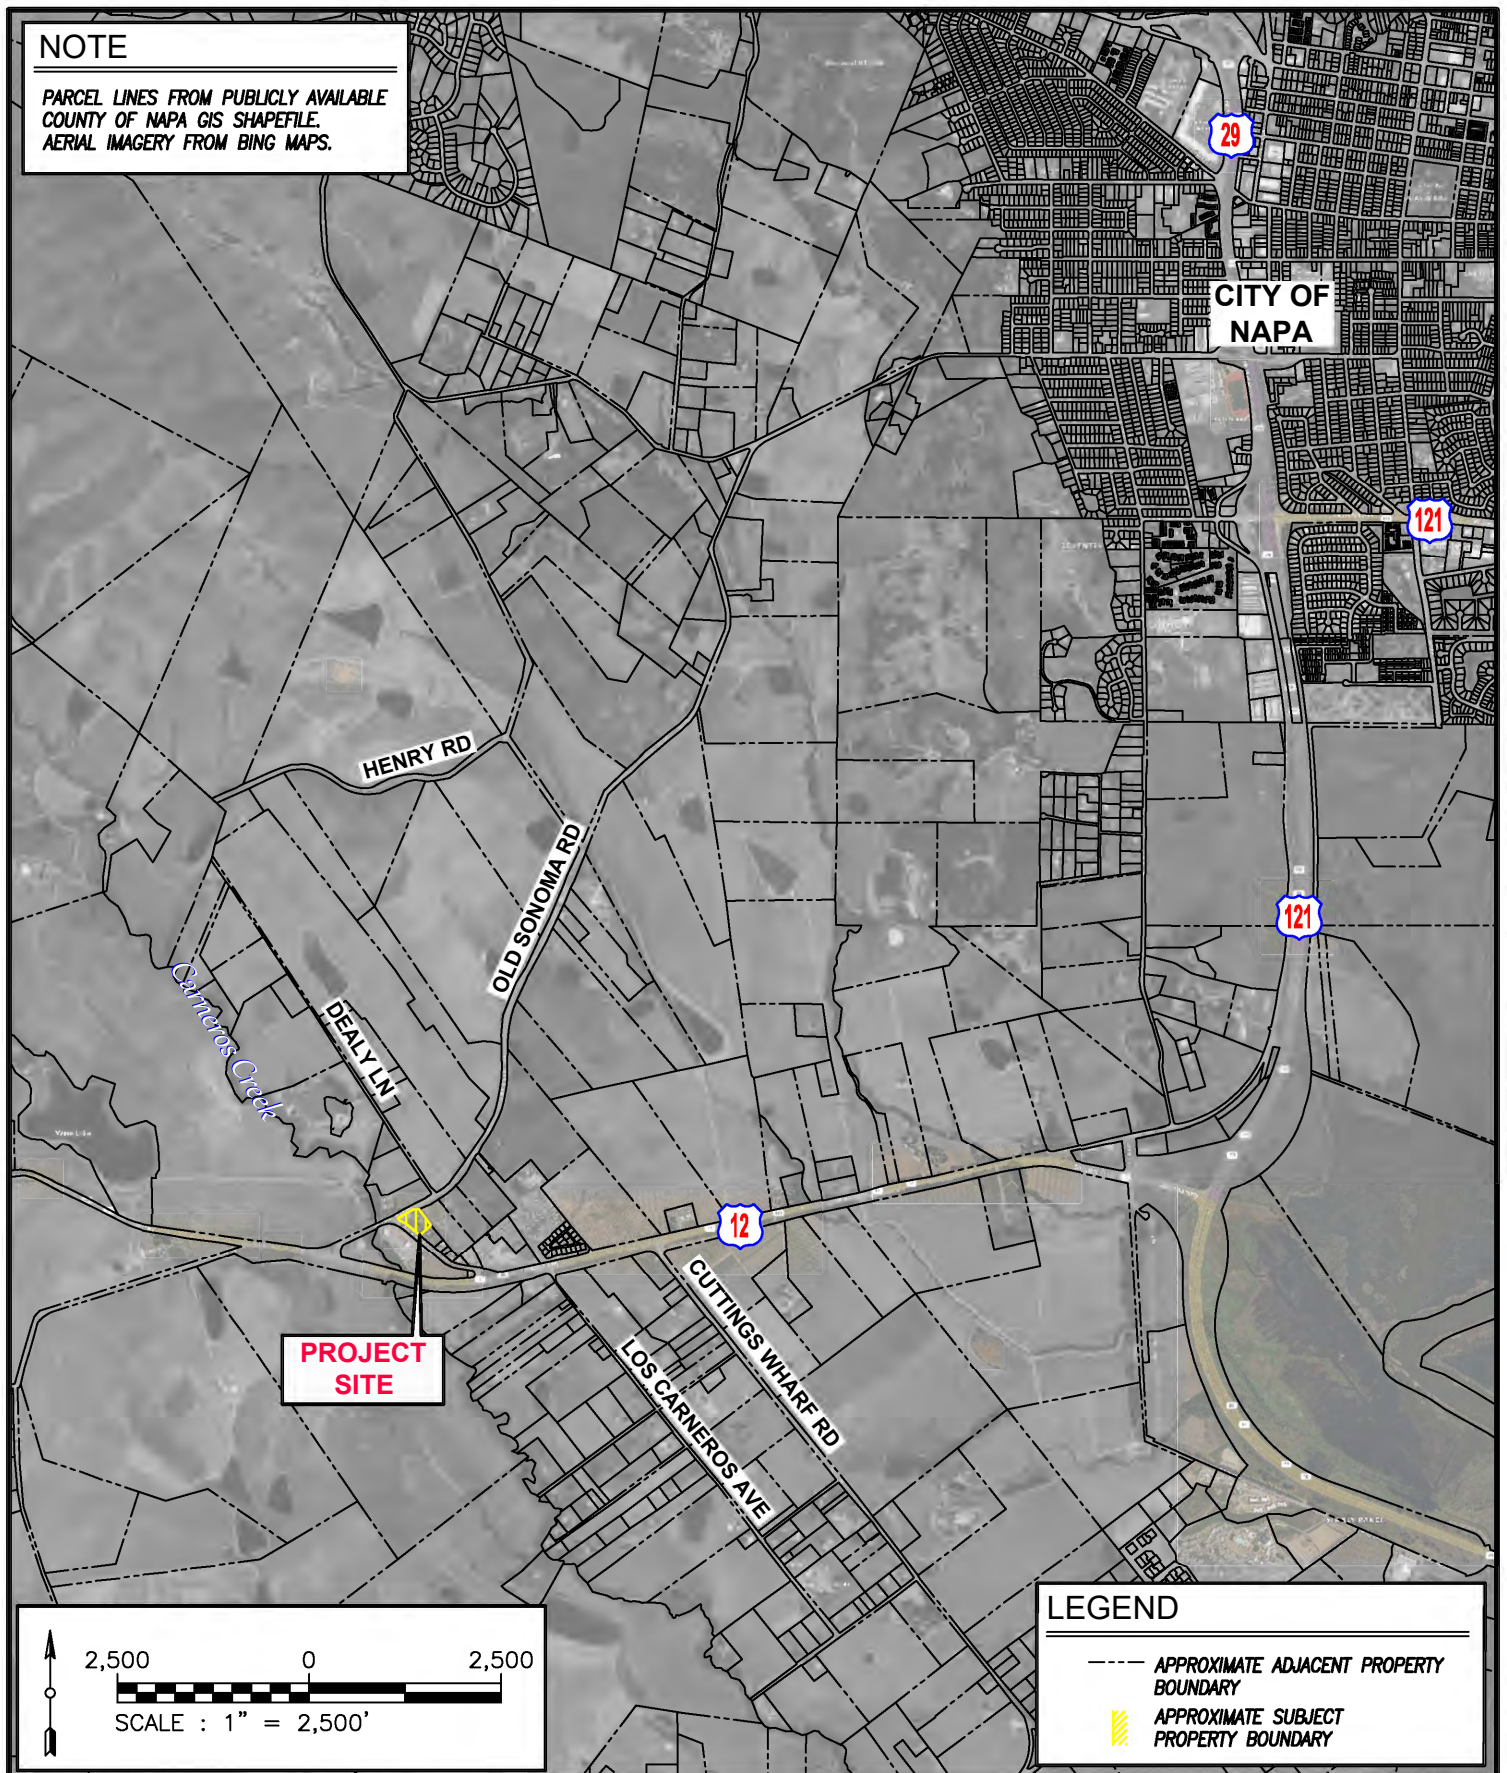 NOTE
PARCEL LINES FROM PUBLICLY AVAILABLE
COUNTY OF NAPA GIS SHAPEFILE.
AERIAL IMAGERY FROM BING MAPS.
29
CITY OF
NAPA
121
HENRY RD
OLD SONOMA RD
121
Carneros Creek
DEALY LN
12
CUTTINGS WHARF RD
PROJECT
SITE
LOS CARNEROS AVE
2,500 0 2,500
SCALE : 1" = 2,500'
LEGEND
APPROXIMATE ADJACENT PROPERTY
BOUNDARY
APPROXIMATE SUBJECT
PROPERTY BOUNDARY